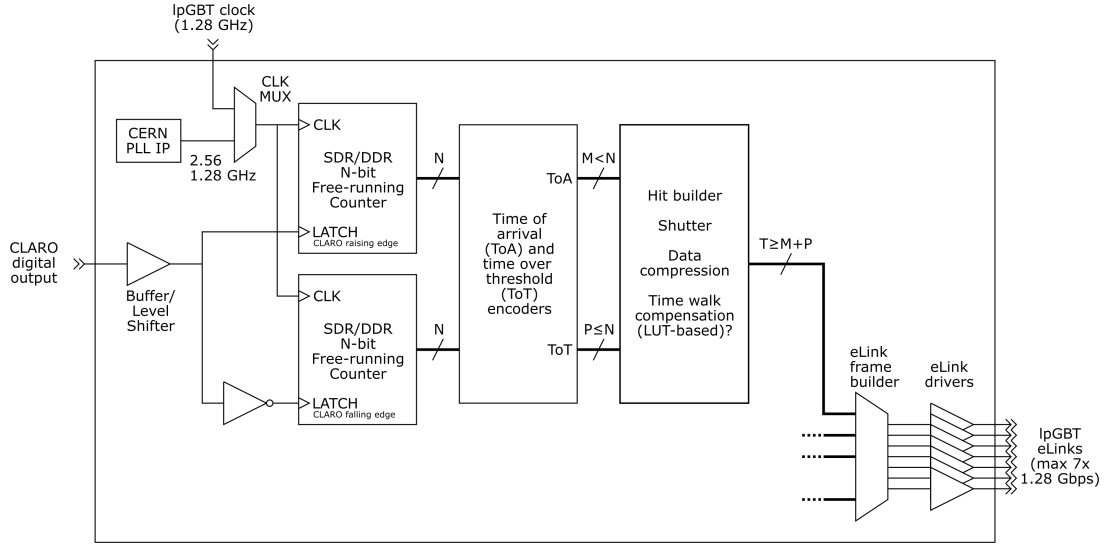 lpGBT clock
(1.28 GHz)
CLK
MUX
CERN
PLL IP
2.56
1.28 GHz
CLK
SDR/DDR
N-bit
Free-running
Counter
LATCH
CLARO raising edge
N
CLARO
digital
output
Buffer/
Level
Shifter
CLK
SDR/DDR
N-bit
Free-running
Counter
LATCH
CLARO falling edge
N
Time of
arrival
(ToA) and
time over
threshold
(ToT)
encoders
ToA
ToT
M<N
P≤N
Hit builder
Shutter
Data
compression
Time walk
compensation
(LUT-based)?
T≥M+P
eLink
frame
builder
eLink
drivers
lpGBT
eLinks
(max 7x
1.28 Gbps)